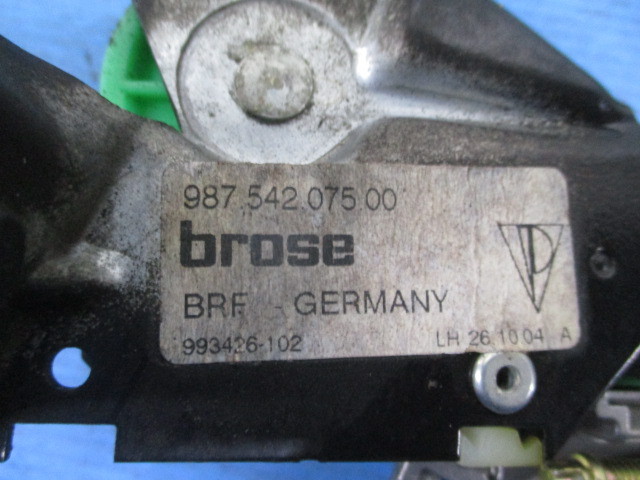 987.542.075.00
brose
BRF - GERMANY
993426-102 LH 26 10 04 A